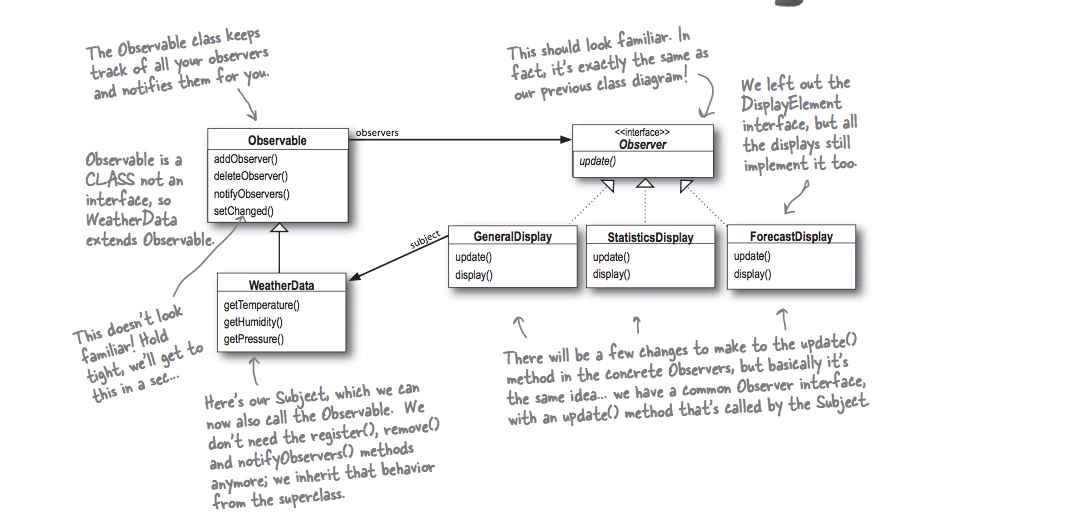 The Observable class keeps
track of all your observers
and notifies them for you.
This should look familiar. In
fact, it's exactly the same as
our previous class diagram!
We left out the
DisplayElement
interface, but all
the displays still
implement it too.
Observable
addObserver()
deleteObserver()
notifyObservers()
setChanged()
observers
<<interface>>
Observer
update()
Observable is a
CLASS not an
interface, so
WeatherData
extends Observable.
subject
GeneralDisplay
update()
display()
StatisticsDisplay
update()
display()
ForecastDisplay
update()
display()
WeatherData
getTemperature()
getHumidity()
getPressure()
This doesn't look
familiar! Hold
tight, we'll get to
this in a sec...
Here's our Subject, which we can
now also call the Observable. We
don't need the register(), remove()
and notifyObservers() methods
anymore; we inherit that behavior
from the superclass.
There will be a few changes to make to the update()
method in the concrete Observers, but basically it's
the same idea... we have a common Observer interface,
with an update() method that's called by the Subject.